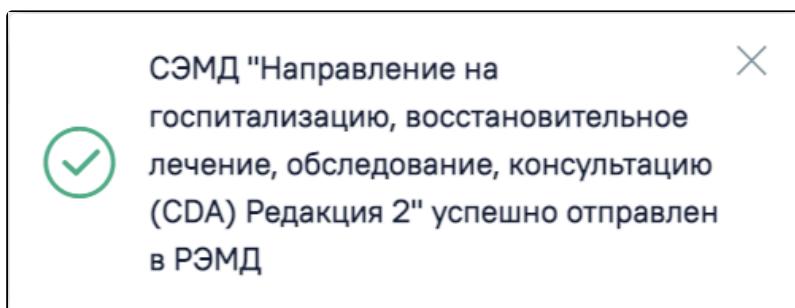 СЭМД "Направление на
госпитализацию, восстановительное
лечение, обследование, консультацию
(CDA) Редакция 2" успешно отправлен
в РЭМД